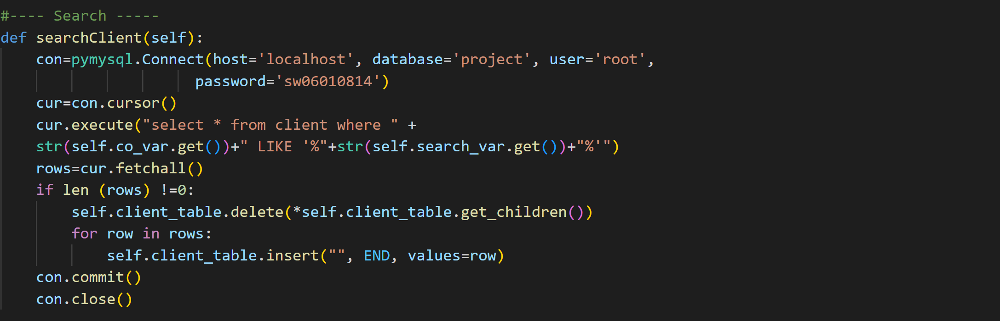 #---- Search -----
def searchClient(self):
    con=pymysql.Connect(host='localhost', database='project', user='root',
                      password='sw06010814')
    cur=con.cursor()
    cur.execute("select * from client where " +
    str(self.co_var.get())+" LIKE '%"+str(self.search_var.get())+"%'")
    rows=cur.fetchall()
    if len (rows) !=0:
        self.client_table.delete(*self.client_table.get_children())
        for row in rows:
            self.client_table.insert("", END, values=row)
    con.commit()
    con.close()